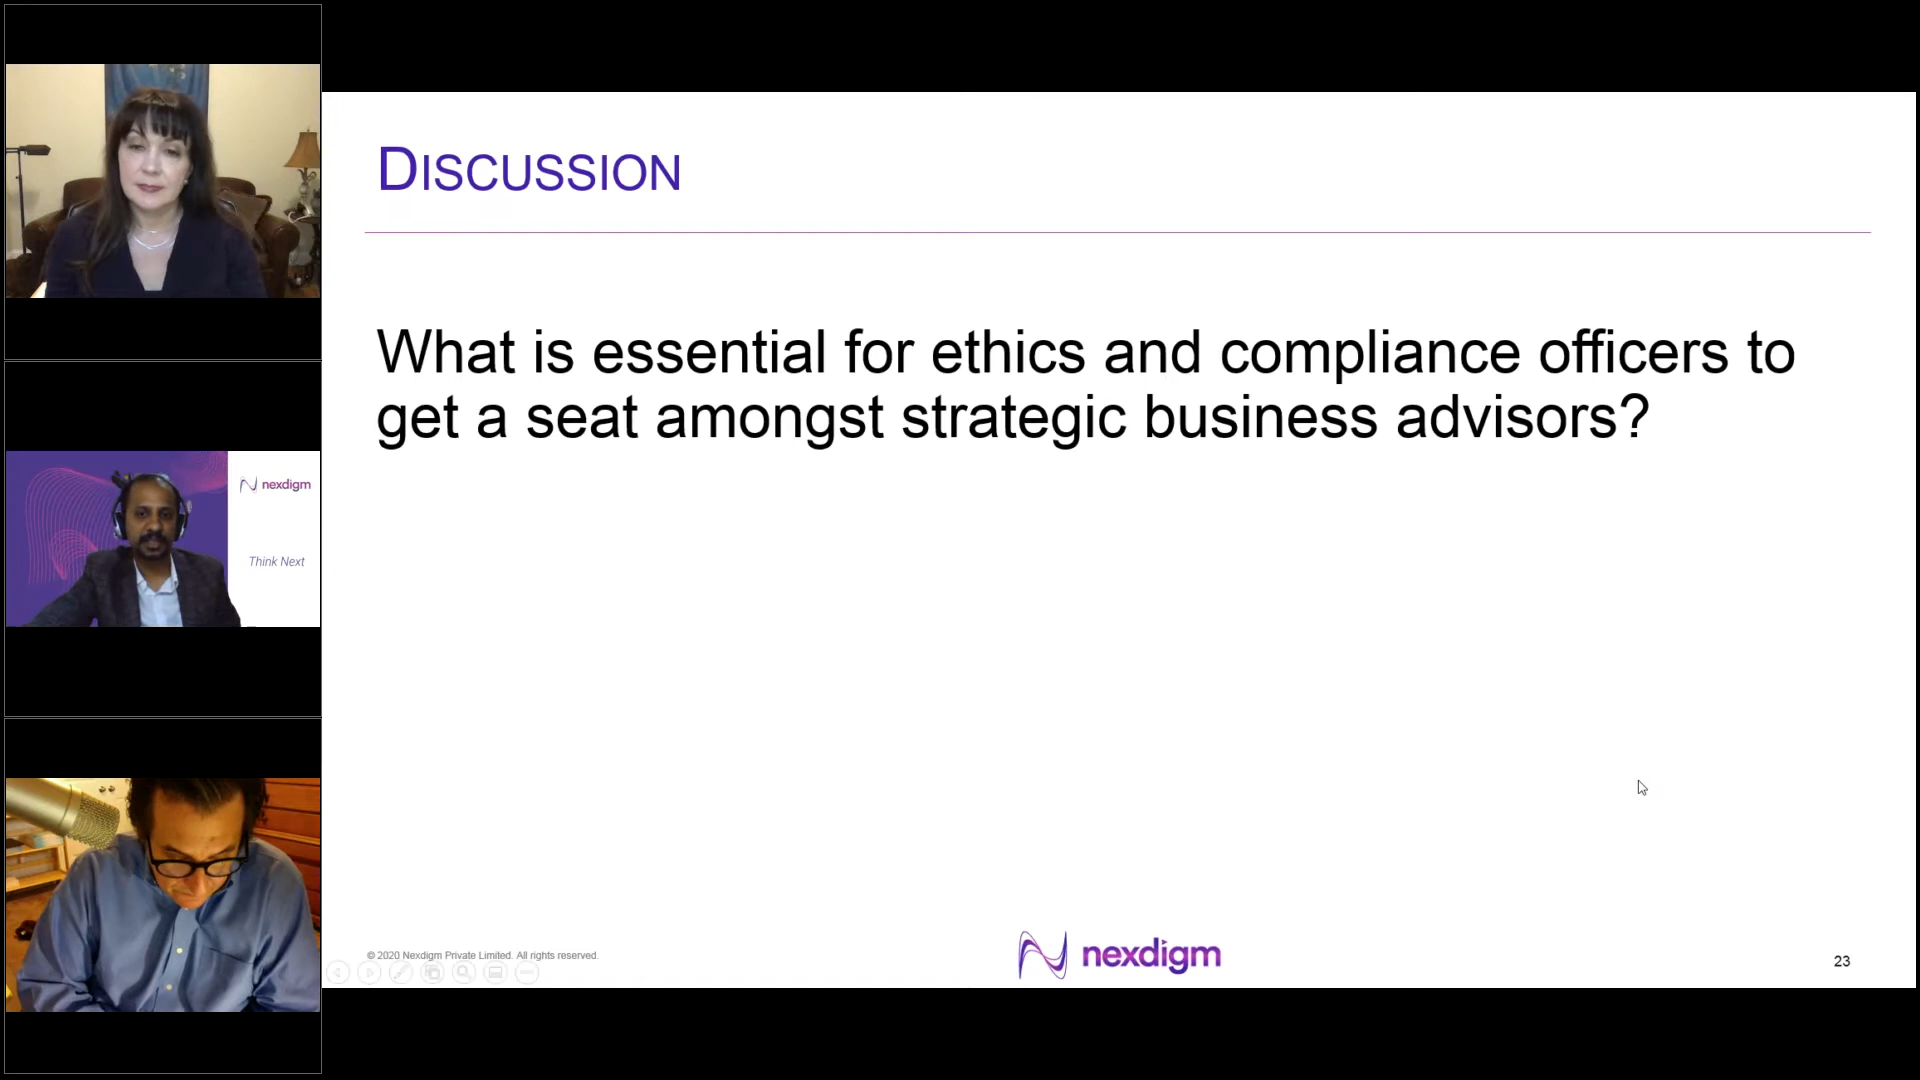 DISCUSSION
What is essential for ethics and compliance officers to
get a seat amongst strategic business advisors?
nexdigm
Think Next
© 2020 Nexdigm Private Limited. All rights reserved.
nexdigm
23